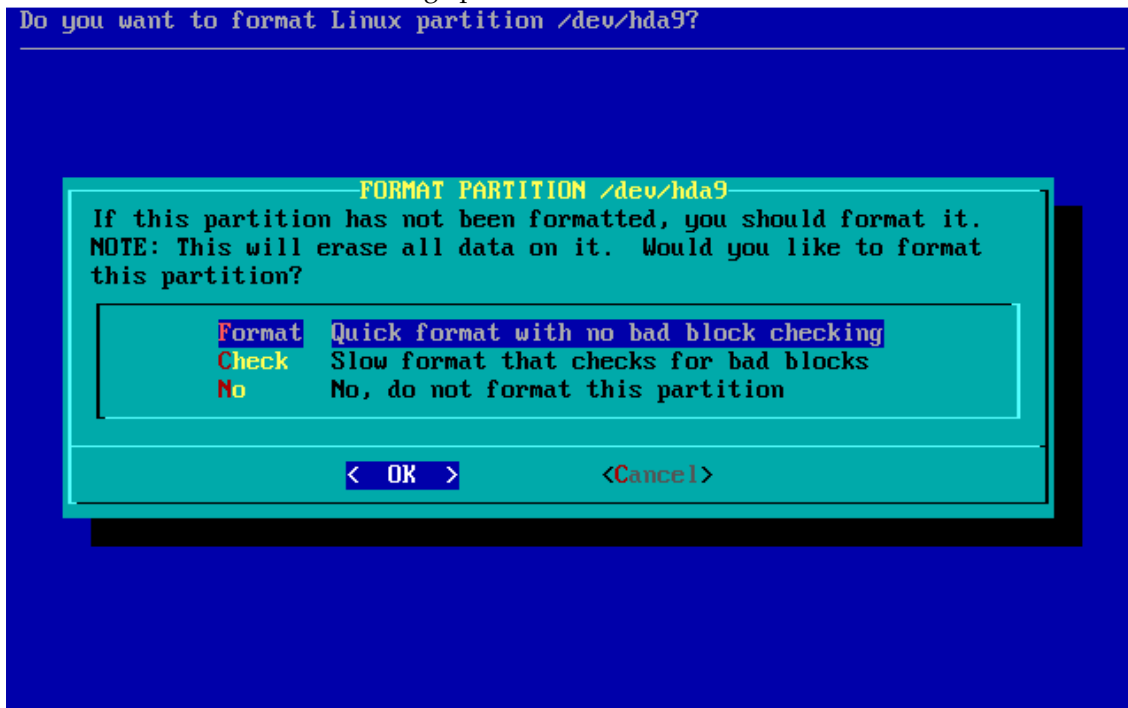 Do you want to format Linux partition /dev/hda9?
FORMAT PARTITION /dev/hda9
If this partition has not been formatted, you should format it.
NOTE: This will erase all data on it.  Would you like to format
this partition?
Format  Quick format with no bad block checking
Check  Slow format that checks for bad blocks
No  No, do not format this partition
<  OK  >  <Cancel>